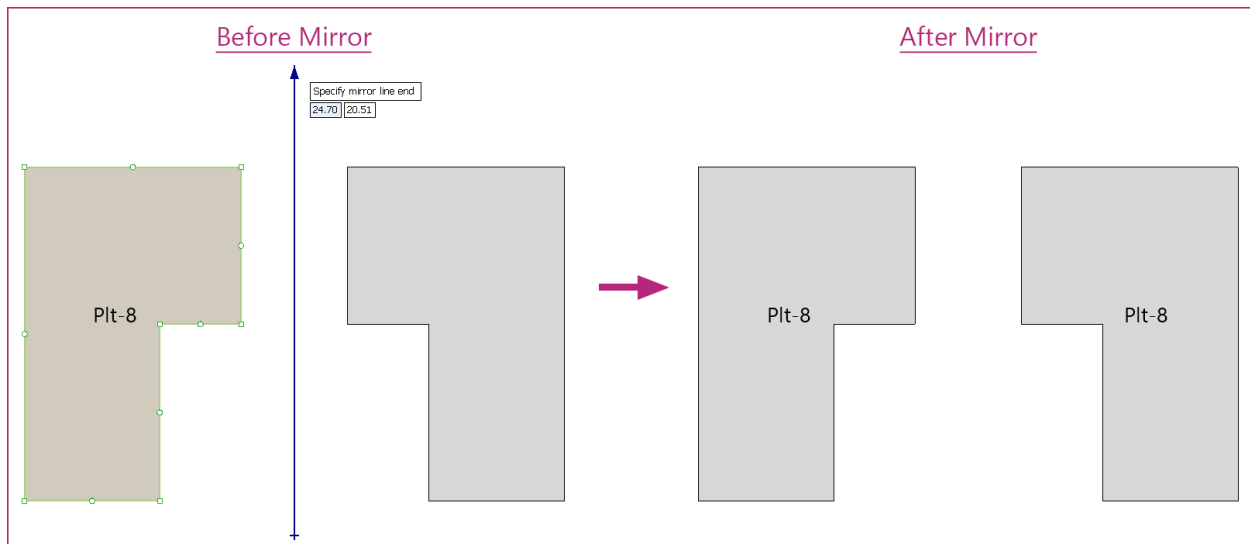 Before Mirror
After Mirror
Specify mirror line end
24.70 20.51
Plt-8
Plt-8
Plt-8